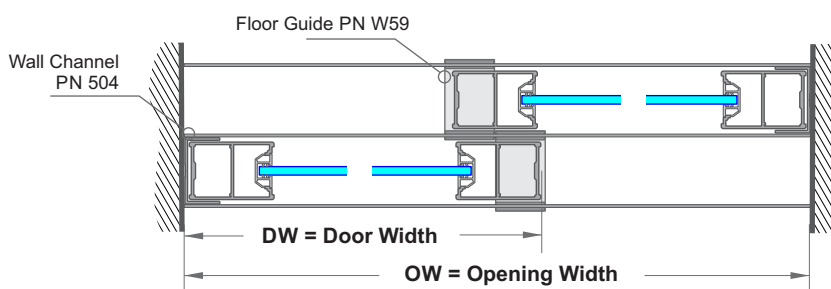 Floor Guide PN W59
Wall Channel
PN 504
DW = Door Width
OW = Opening Width